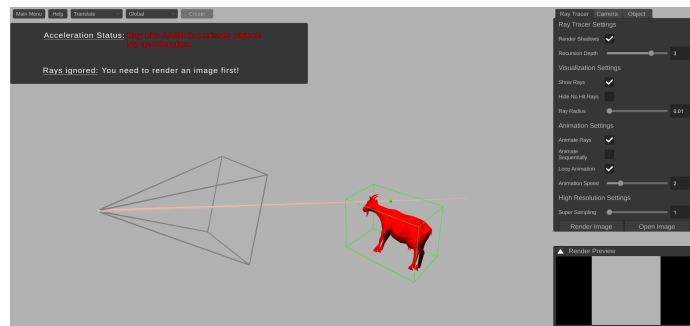 Main Menu Help Translate Global Create
Acceleration Status:
No acceleration
Rays ignored: You need to render an image first!
Ray Tracer Camera Object
Ray Tracer Settings
Render Shadows
Recursion Depth 3
Visualization Settings
Show Rays
Hide No Hit Rays
Ray Radius 0.01
Animation Settings
Animate Rays
Animate
Sequentially
Loop Animation
Animation Speed 2
High Resolution Settings
Super Sampling 1
Render Image Open Image
Render Preview